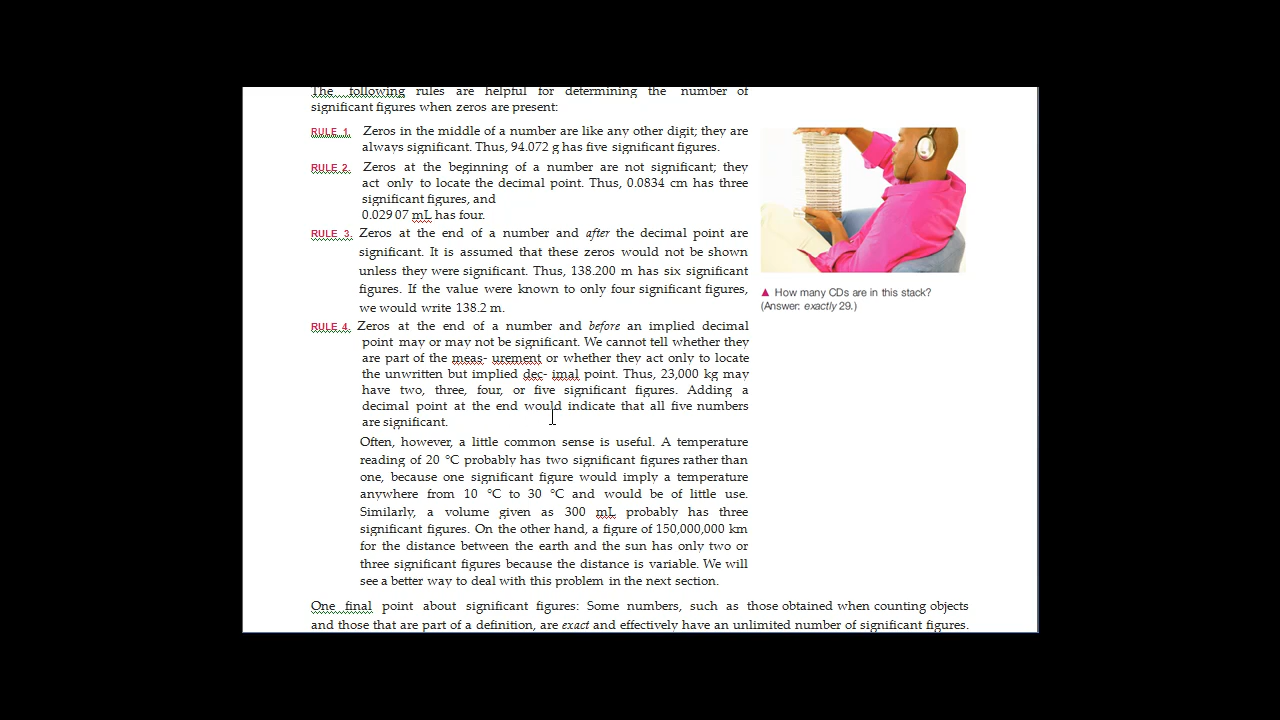 The following rules are helpful for determining the number of
significant figures when zeros are present:
RULE 1. Zeros in the middle of a number are like any other digit; they are
always significant. Thus, 94.072 g has five significant figures.
RULE 2. Zeros at the beginning of a number are not significant; they
act only to locate the decimal point. Thus, 0.0834 cm has three
significant figures, and
0.029 07 mL has four.
RULE 3. Zeros at the end of a number and after the decimal point are
significant. It is assumed that these zeros would not be shown
unless they were significant. Thus, 138.200 m has six significant
figures. If the value were known to only four significant figures,
we would write 138.2 m.
RULE 4. Zeros at the end of a number and before an implied decimal
point may or may not be significant. We cannot tell whether they
are part of the meas- urement or whether they act only to locate
the unwritten but implied dec- imal point. Thus, 23,000 kg may
have two, three, four, or five significant figures. Adding a
decimal point at the end would indicate that all five numbers
are significant.
Often, however, a little common sense is useful. A temperature
reading of 20 °C probably has two significant figures rather than
one, because one significant figure would imply a temperature
anywhere from 10 °C to 30 °C and would be of little use.
Similarly, a volume given as 300 mL probably has three
significant figures. On the other hand, a figure of 150,000,000 km
for the distance between the earth and the sun has only two or
three significant figures because the distance is variable. We will
see a better way to deal with this problem in the next section.
▲ How many CDs are in this stack?
(Answer: exactly 29.)
One final point about significant figures: Some numbers, such as those obtained when counting objects
and those that are part of a definition, are exact and effectively have an unlimited number of significant figures.